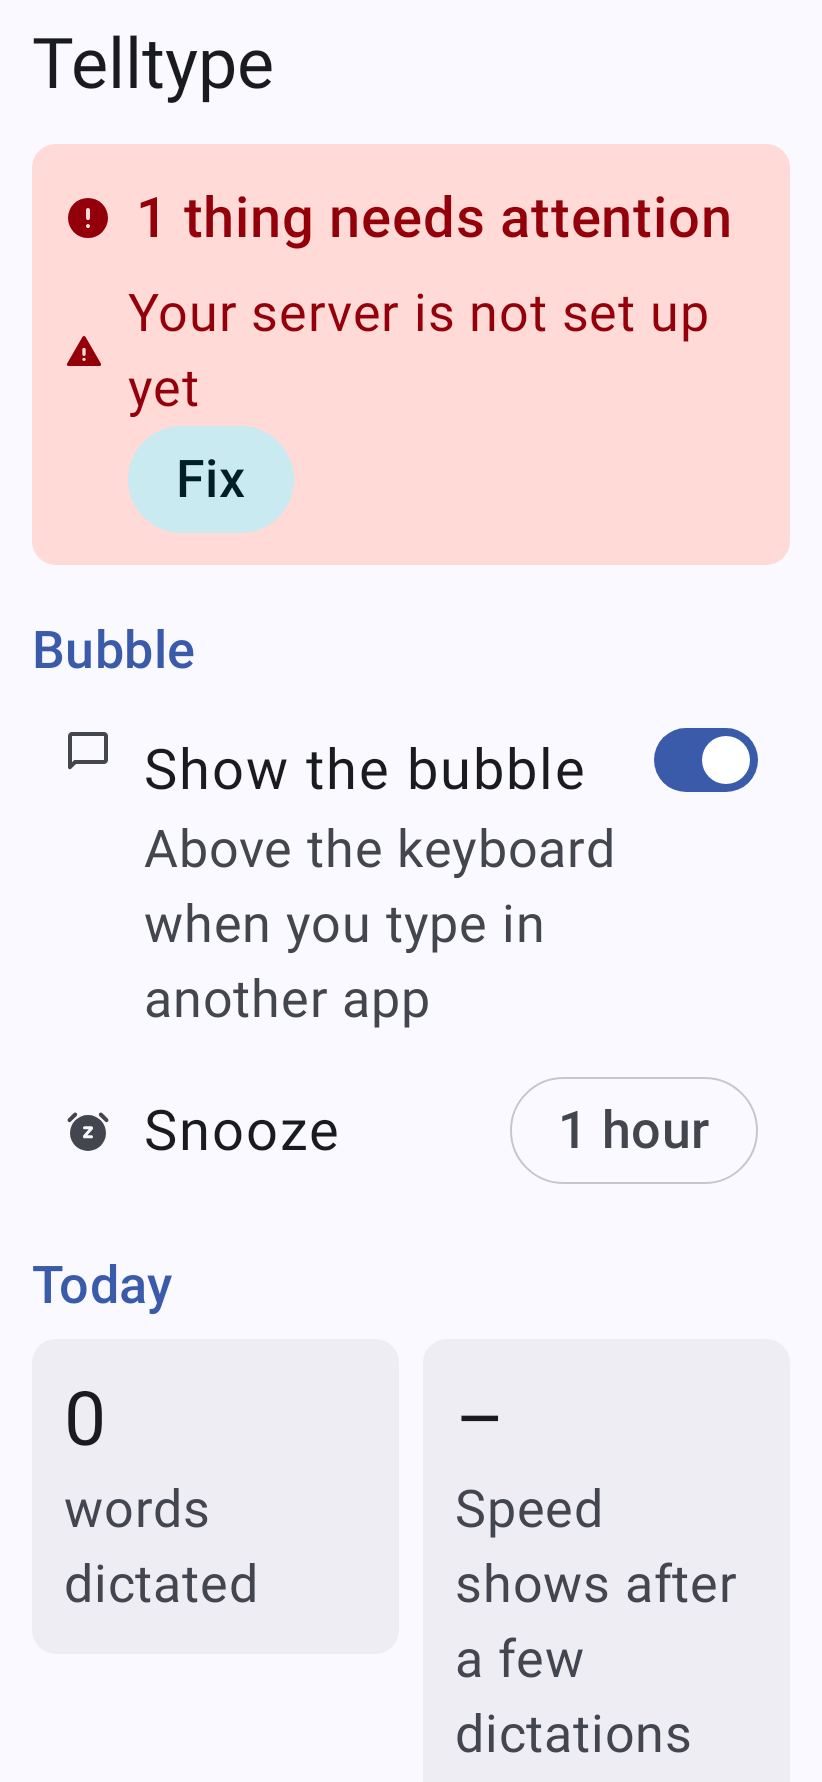 Telltype
1 thing needs attention
Your server is not set up
yet
Fix
Bubble
Show the bubble
Above the keyboard
when you type in
another app
Snooze
1 hour
Today
0
words
dictated
–
Speed
shows after
a few
dictations